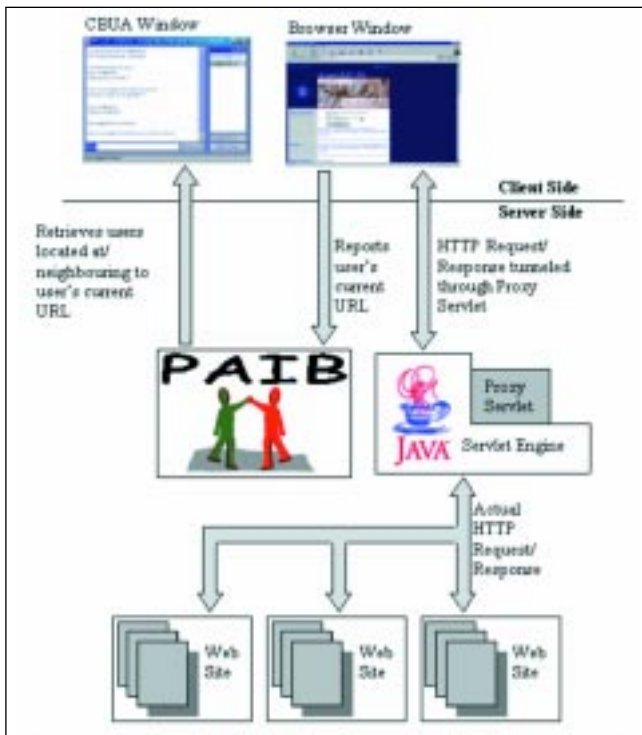 CBUA Window
Browser Window
Client Side
Server Side
Retrieves users
located at/
neighbouring to
user's current
URL
Reports
user's
current
URL
HTTP Request/
Response tunneled
through Proxy
Servlet
PAIB
Proxy
Servlet
JAVA
Servlet Engine
Actual
HTTP
Request/
Response
Web
Site
Web
Site
Web
Site